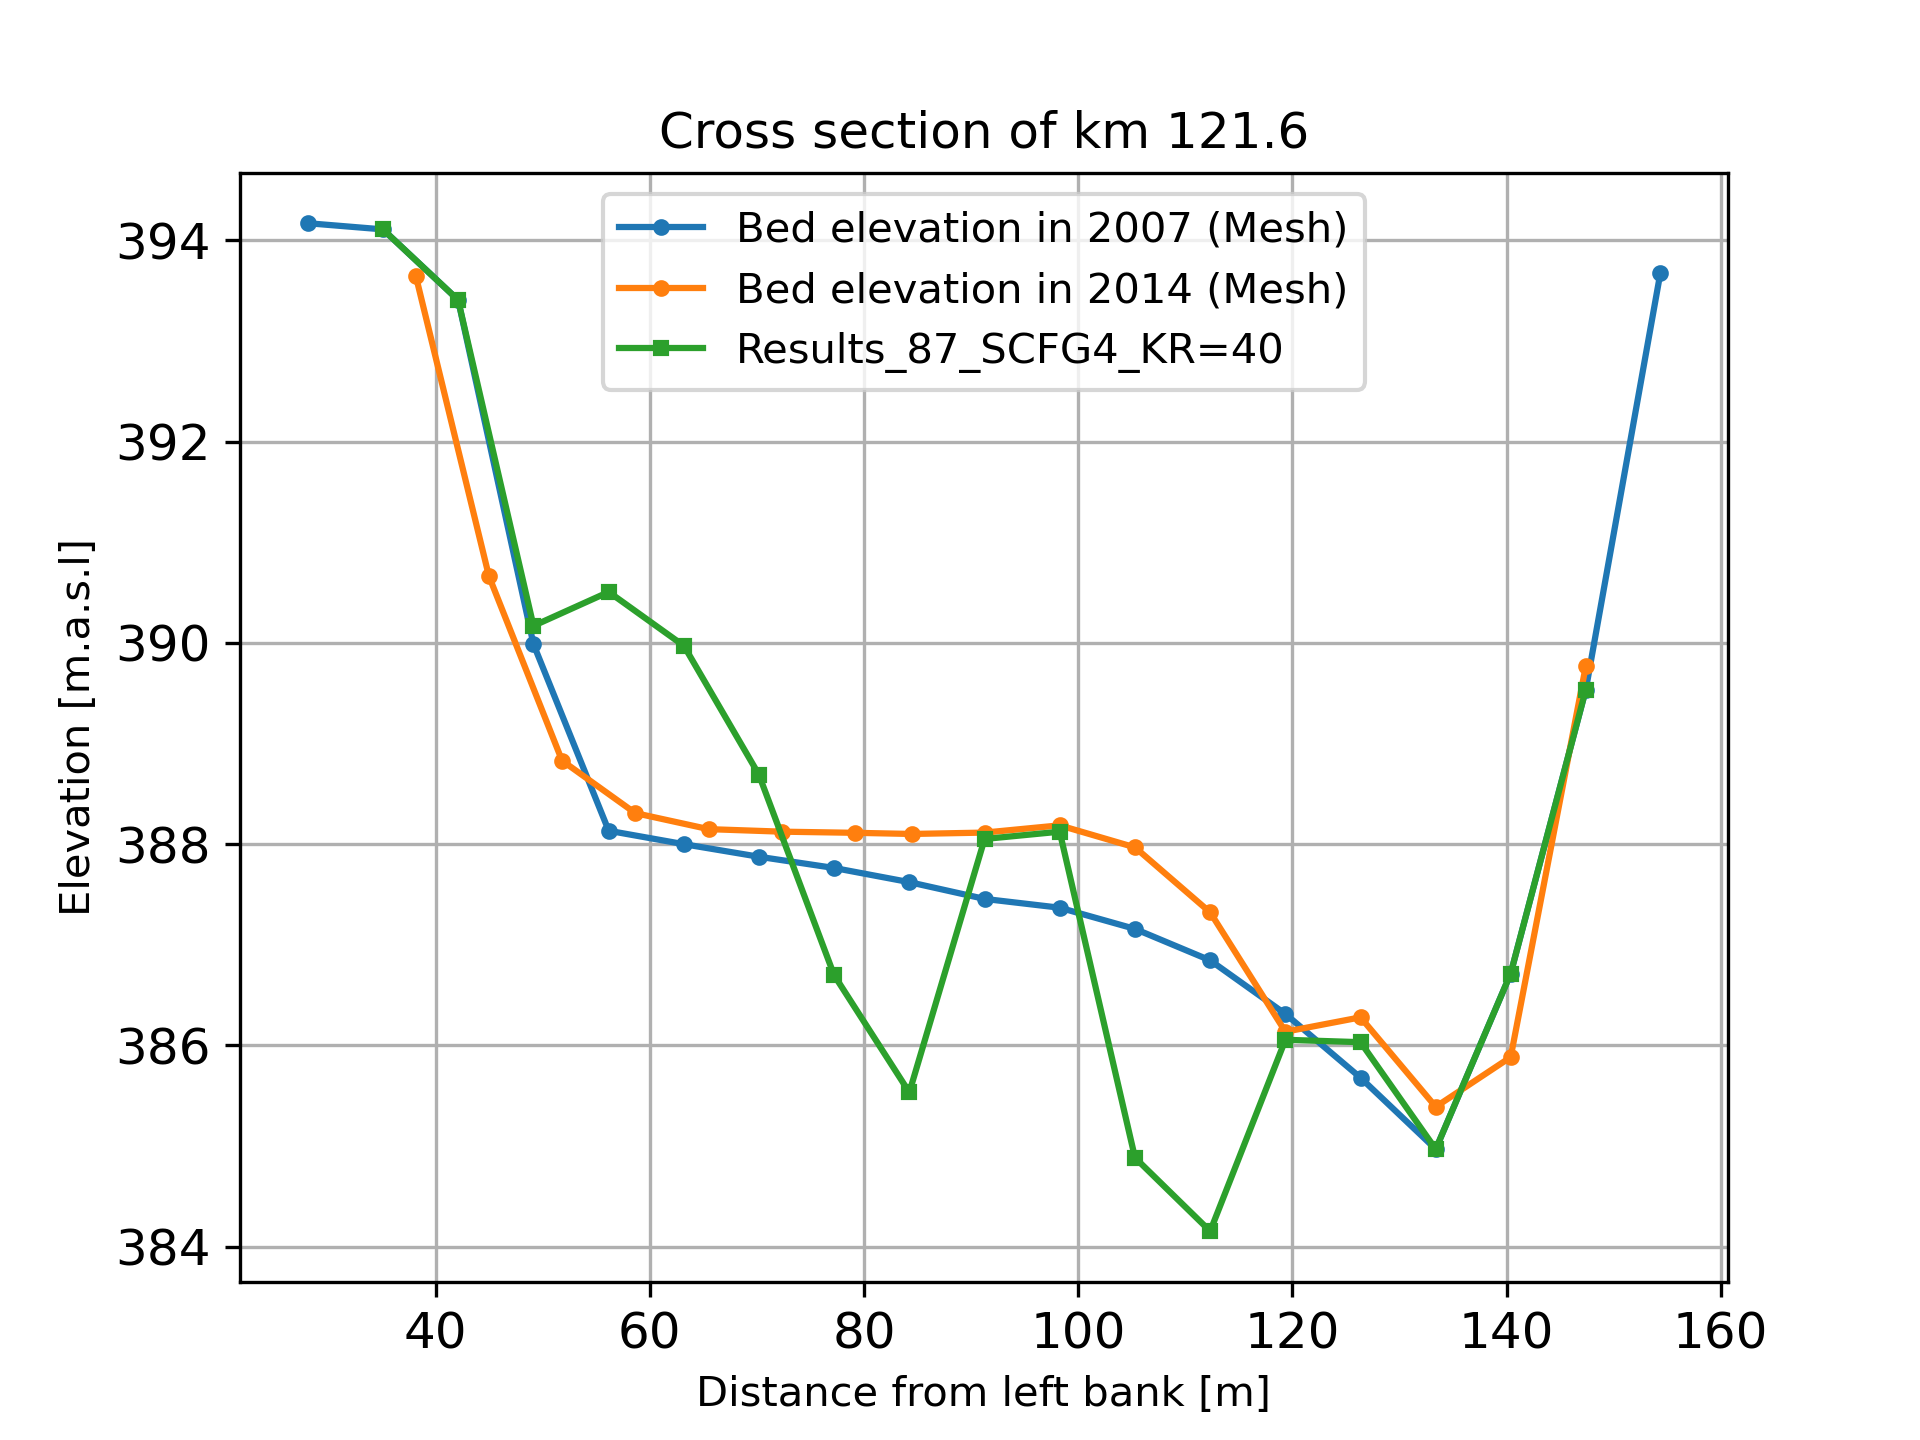 Cross section of km 121.6
Bed elevation in 2007 (Mesh)
Bed elevation in 2014 (Mesh)
Results_87_SCFG4_KR=40
394
392
390
388
386
384
Elevation [m.a.s.l]
40 60 80 100 120 140 160
Distance from left bank [m]